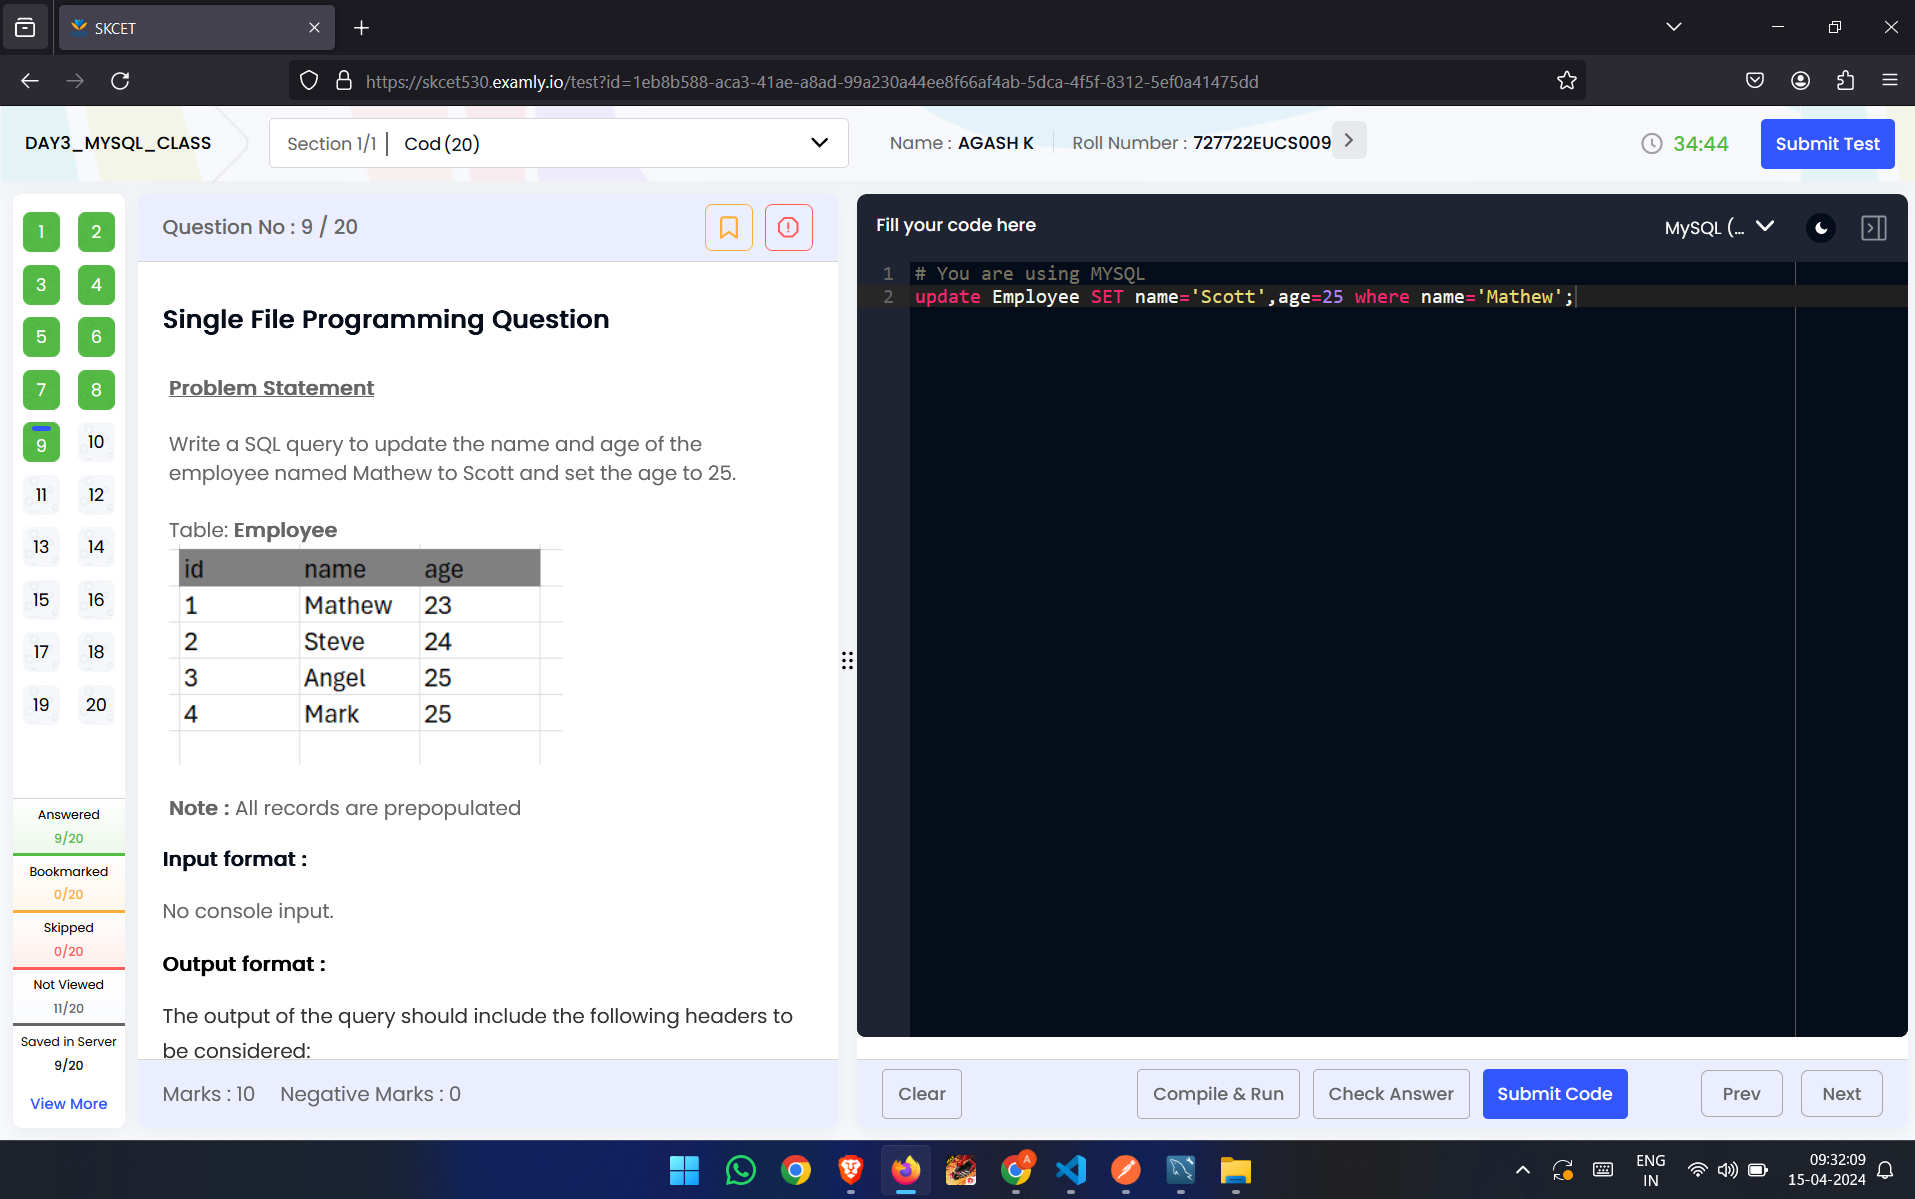 SKCET
https://skcet530.examly.io/test?id=1eb8b588-aca3-41ae-a8ad-99a230a44ee8f66af4ab-5dca-4f5f-8312-5ef0a41475dd
DAY3_MYSQL_CLASS
Section 1/1 | Cod (20)
Name : AGASH K
Roll Number : 727722EUCS009
34:44
Submit Test
1 2
3 4
5 6
7 8
9 10
11 12
13 14
15 16
17 18
19 20
Answered
9/20
Bookmarked
0/20
Skipped
0/20
Not Viewed
11/20
Saved in Server
9/20
View More
Question No : 9 / 20
Single File Programming Question
Problem Statement
Write a SQL query to update the name and age of the
employee named Mathew to Scott and set the age to 25.
Table: Employee
id name age
1 Mathew 23
2 Steve 24
3 Angel 25
4 Mark 25
Note : All records are prepopulated
Input format :
No console input.
Output format :
The output of the query should include the following headers to
be considered:
Marks : 10 Negative Marks : 0
Fill your code here
MySQL (...
1 # You are using MYSQL
2 update Employee SET name='Scott',age=25 where name='Mathew';
Clear
Compile & Run
Check Answer
Submit Code
Prev
Next
A
ENG
IN
09:32:09
15-04-2024